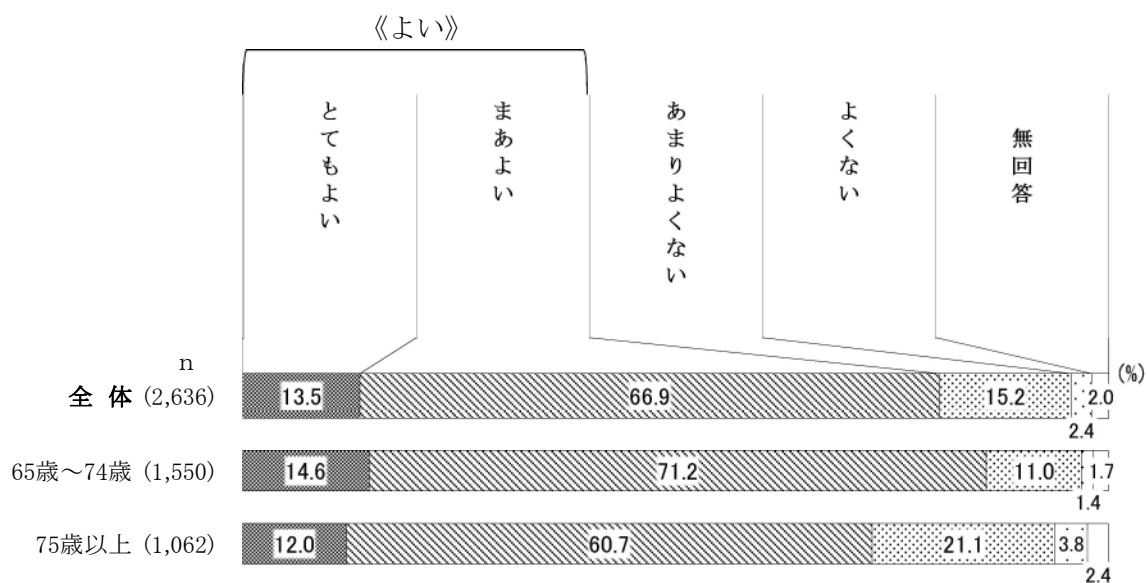 《よい》
とてもよい
まあよい
あまりよくない
よくない
無回答
n
(%)
全 体 (2,636)
13.5
66.9
15.2
2.4
2.0
65歳～74歳 (1,550)
14.6
71.2
11.0
1.4
1.7
75歳以上 (1,062)
12.0
60.7
21.1
3.8
2.4